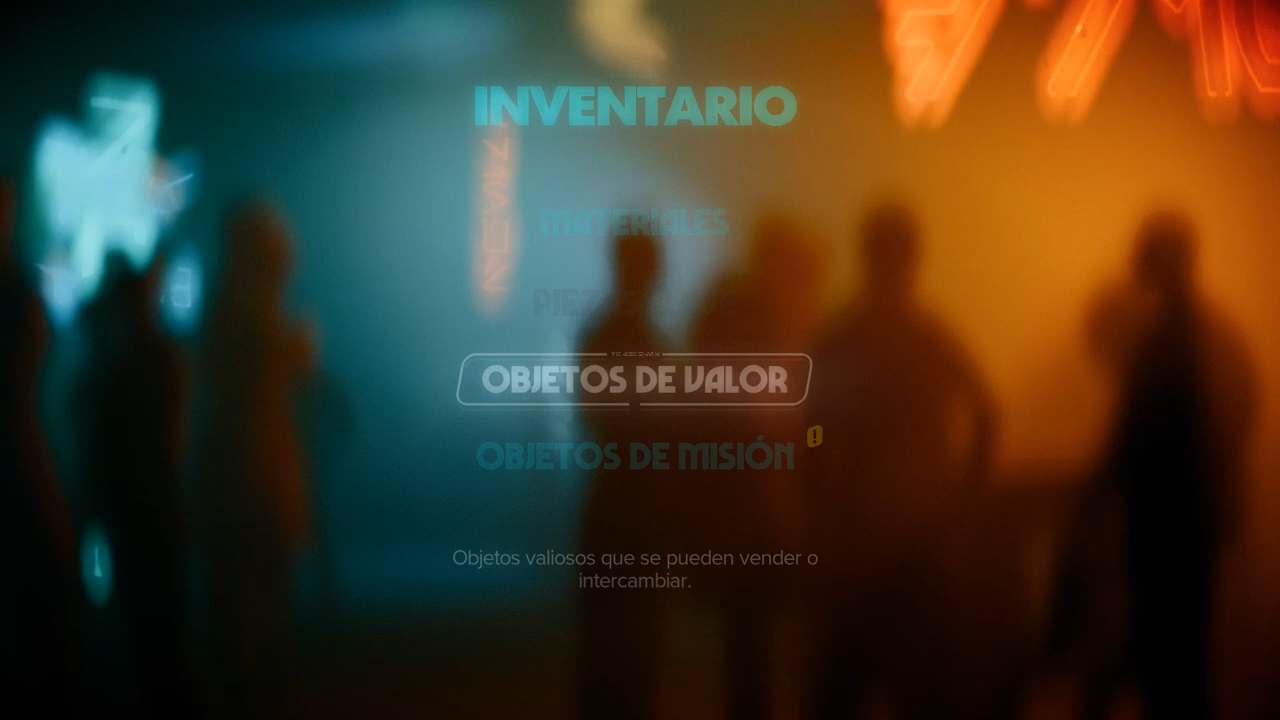 INVENTARIO
MATERIALES
OBJETOS DE VALOR
OBJETOS DE MISIÓN
!
Objetos valiosos que se pueden vender o
intercambiar.